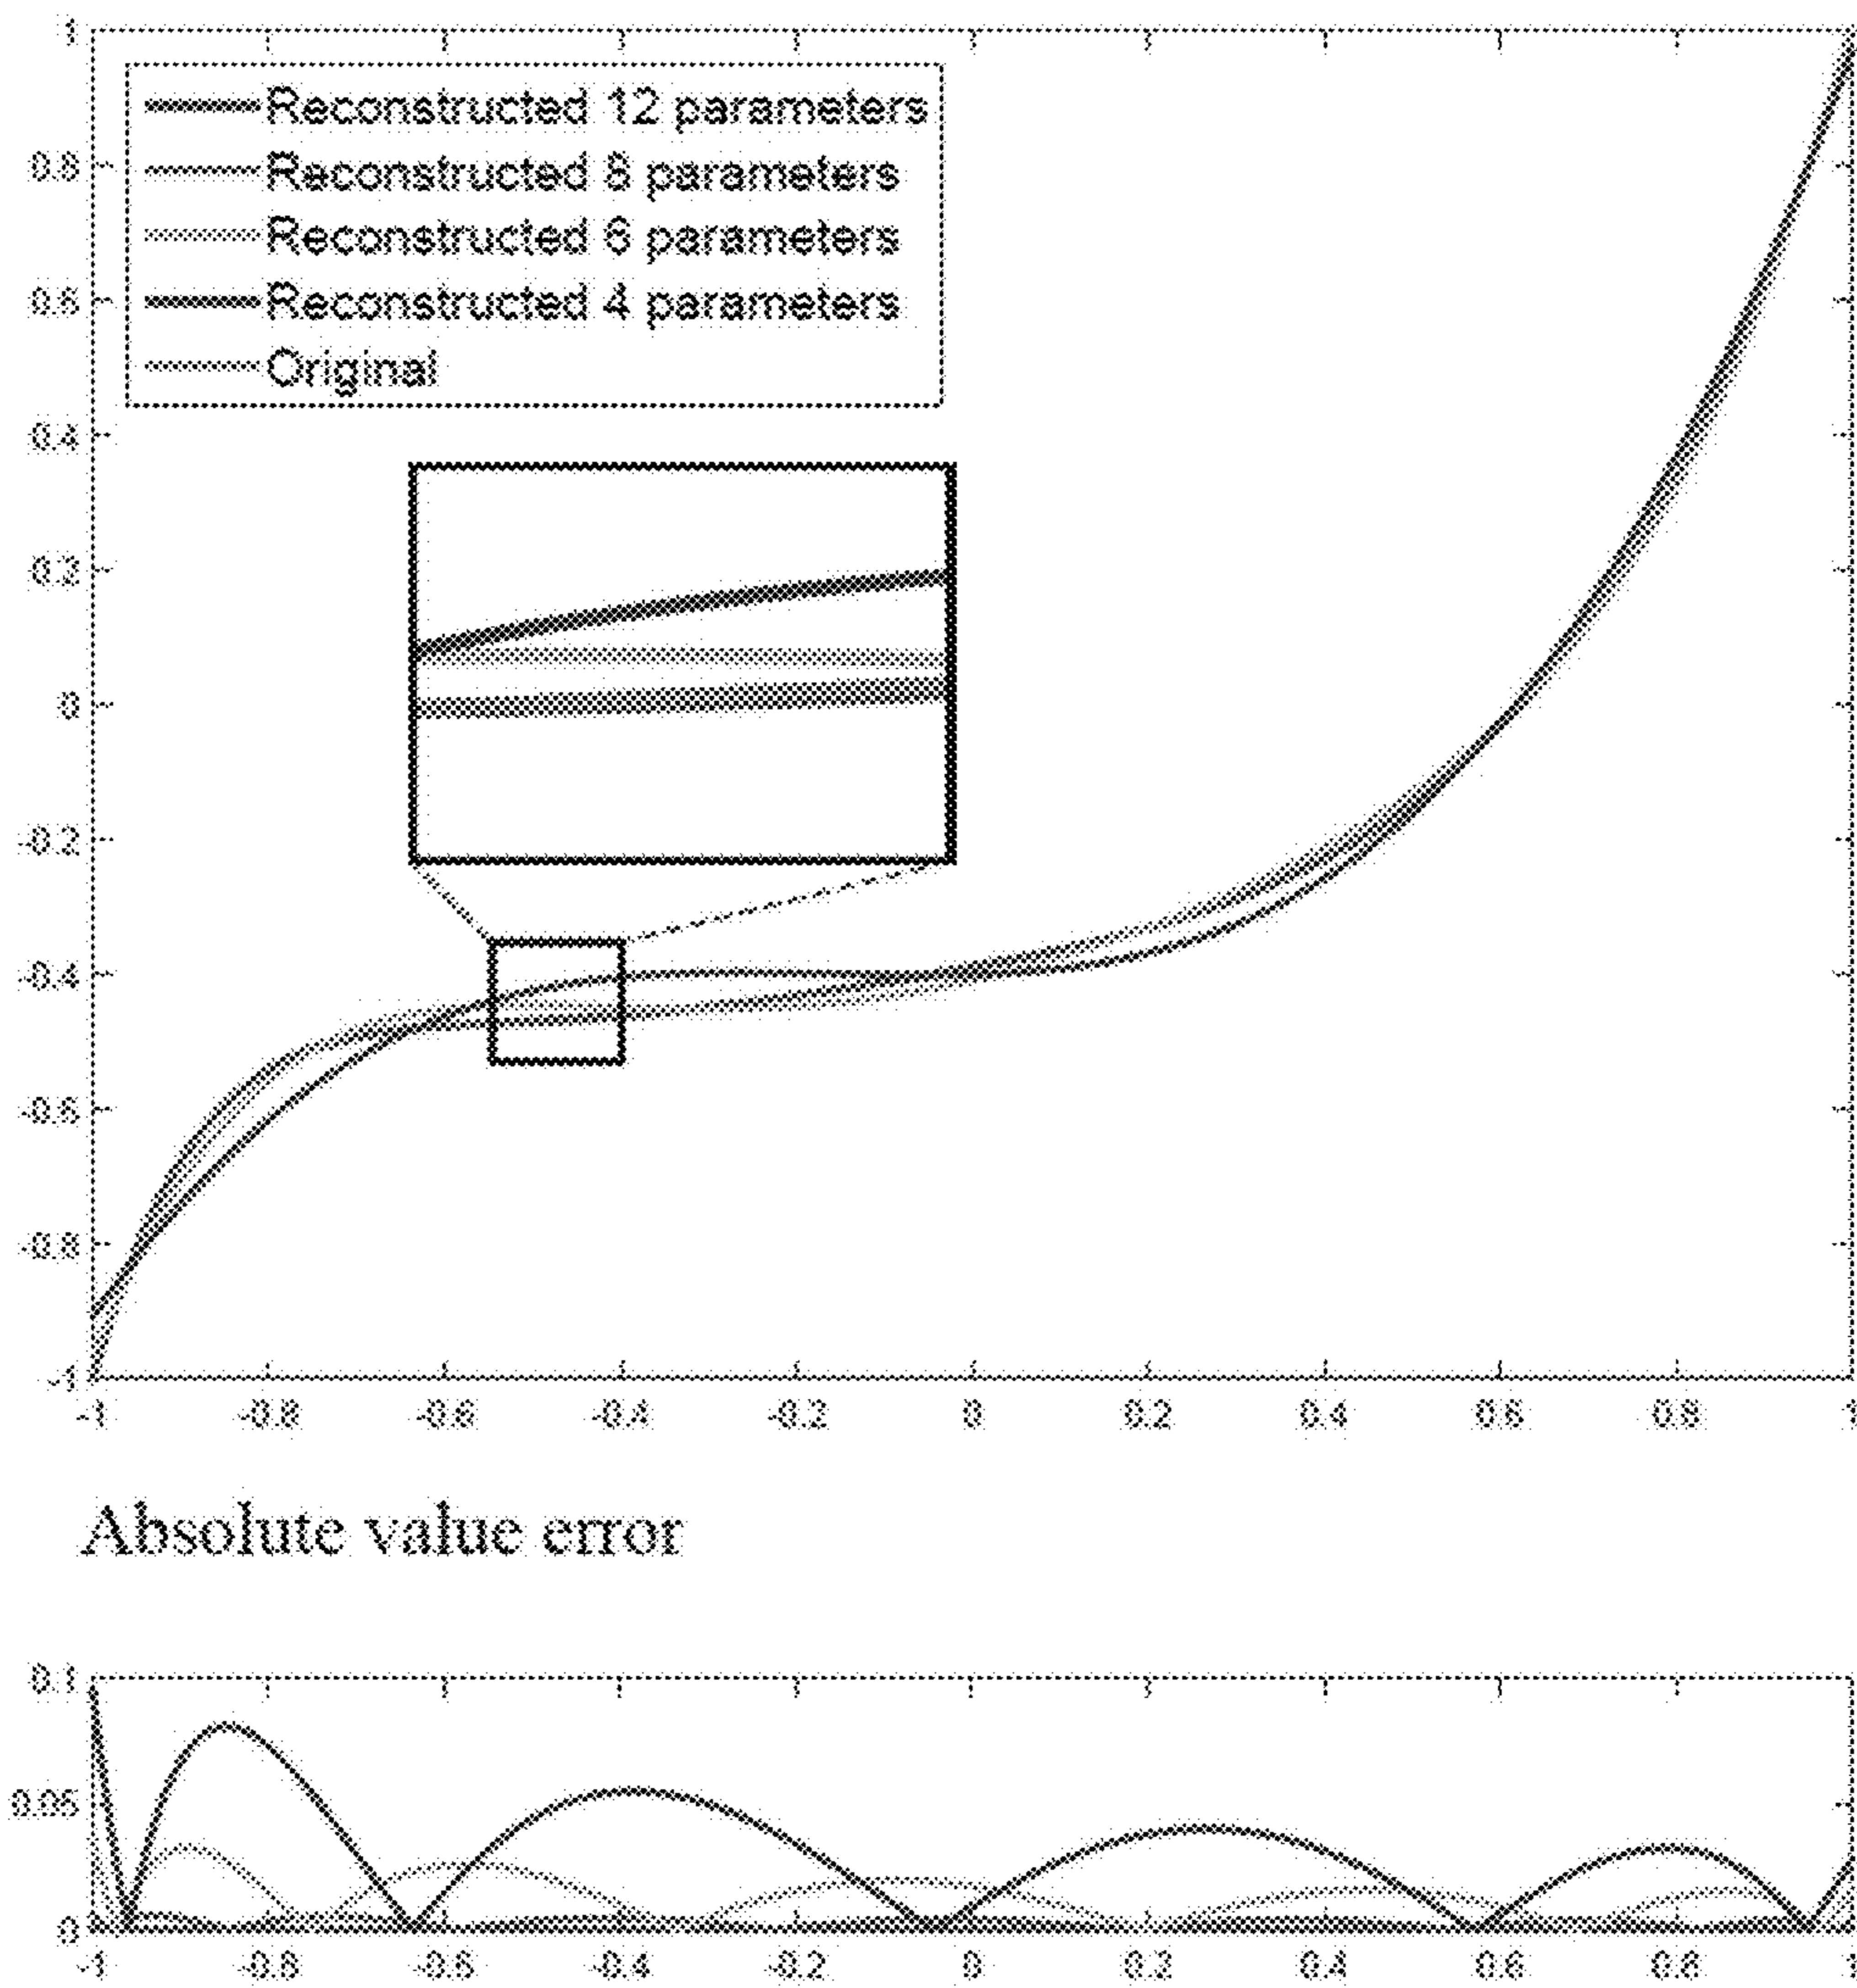 1
Reconstructed 12 parameters
0.8
Reconstructed 8 parameters
Reconstructed 6 parameters
0.6
Reconstructed 4 parameters
Original
0.4
0.2
0
-0.2
-0.4
-0.6
-0.8
-1
-1 -0.8 -0.6 -0.4 -0.2 0 0.2 0.4 0.6 0.8 1
Absolute value error
0.1
0.05
0
-1 -0.8 -0.6 -0.4 -0.2 0 0.2 0.4 0.6 0.8 1